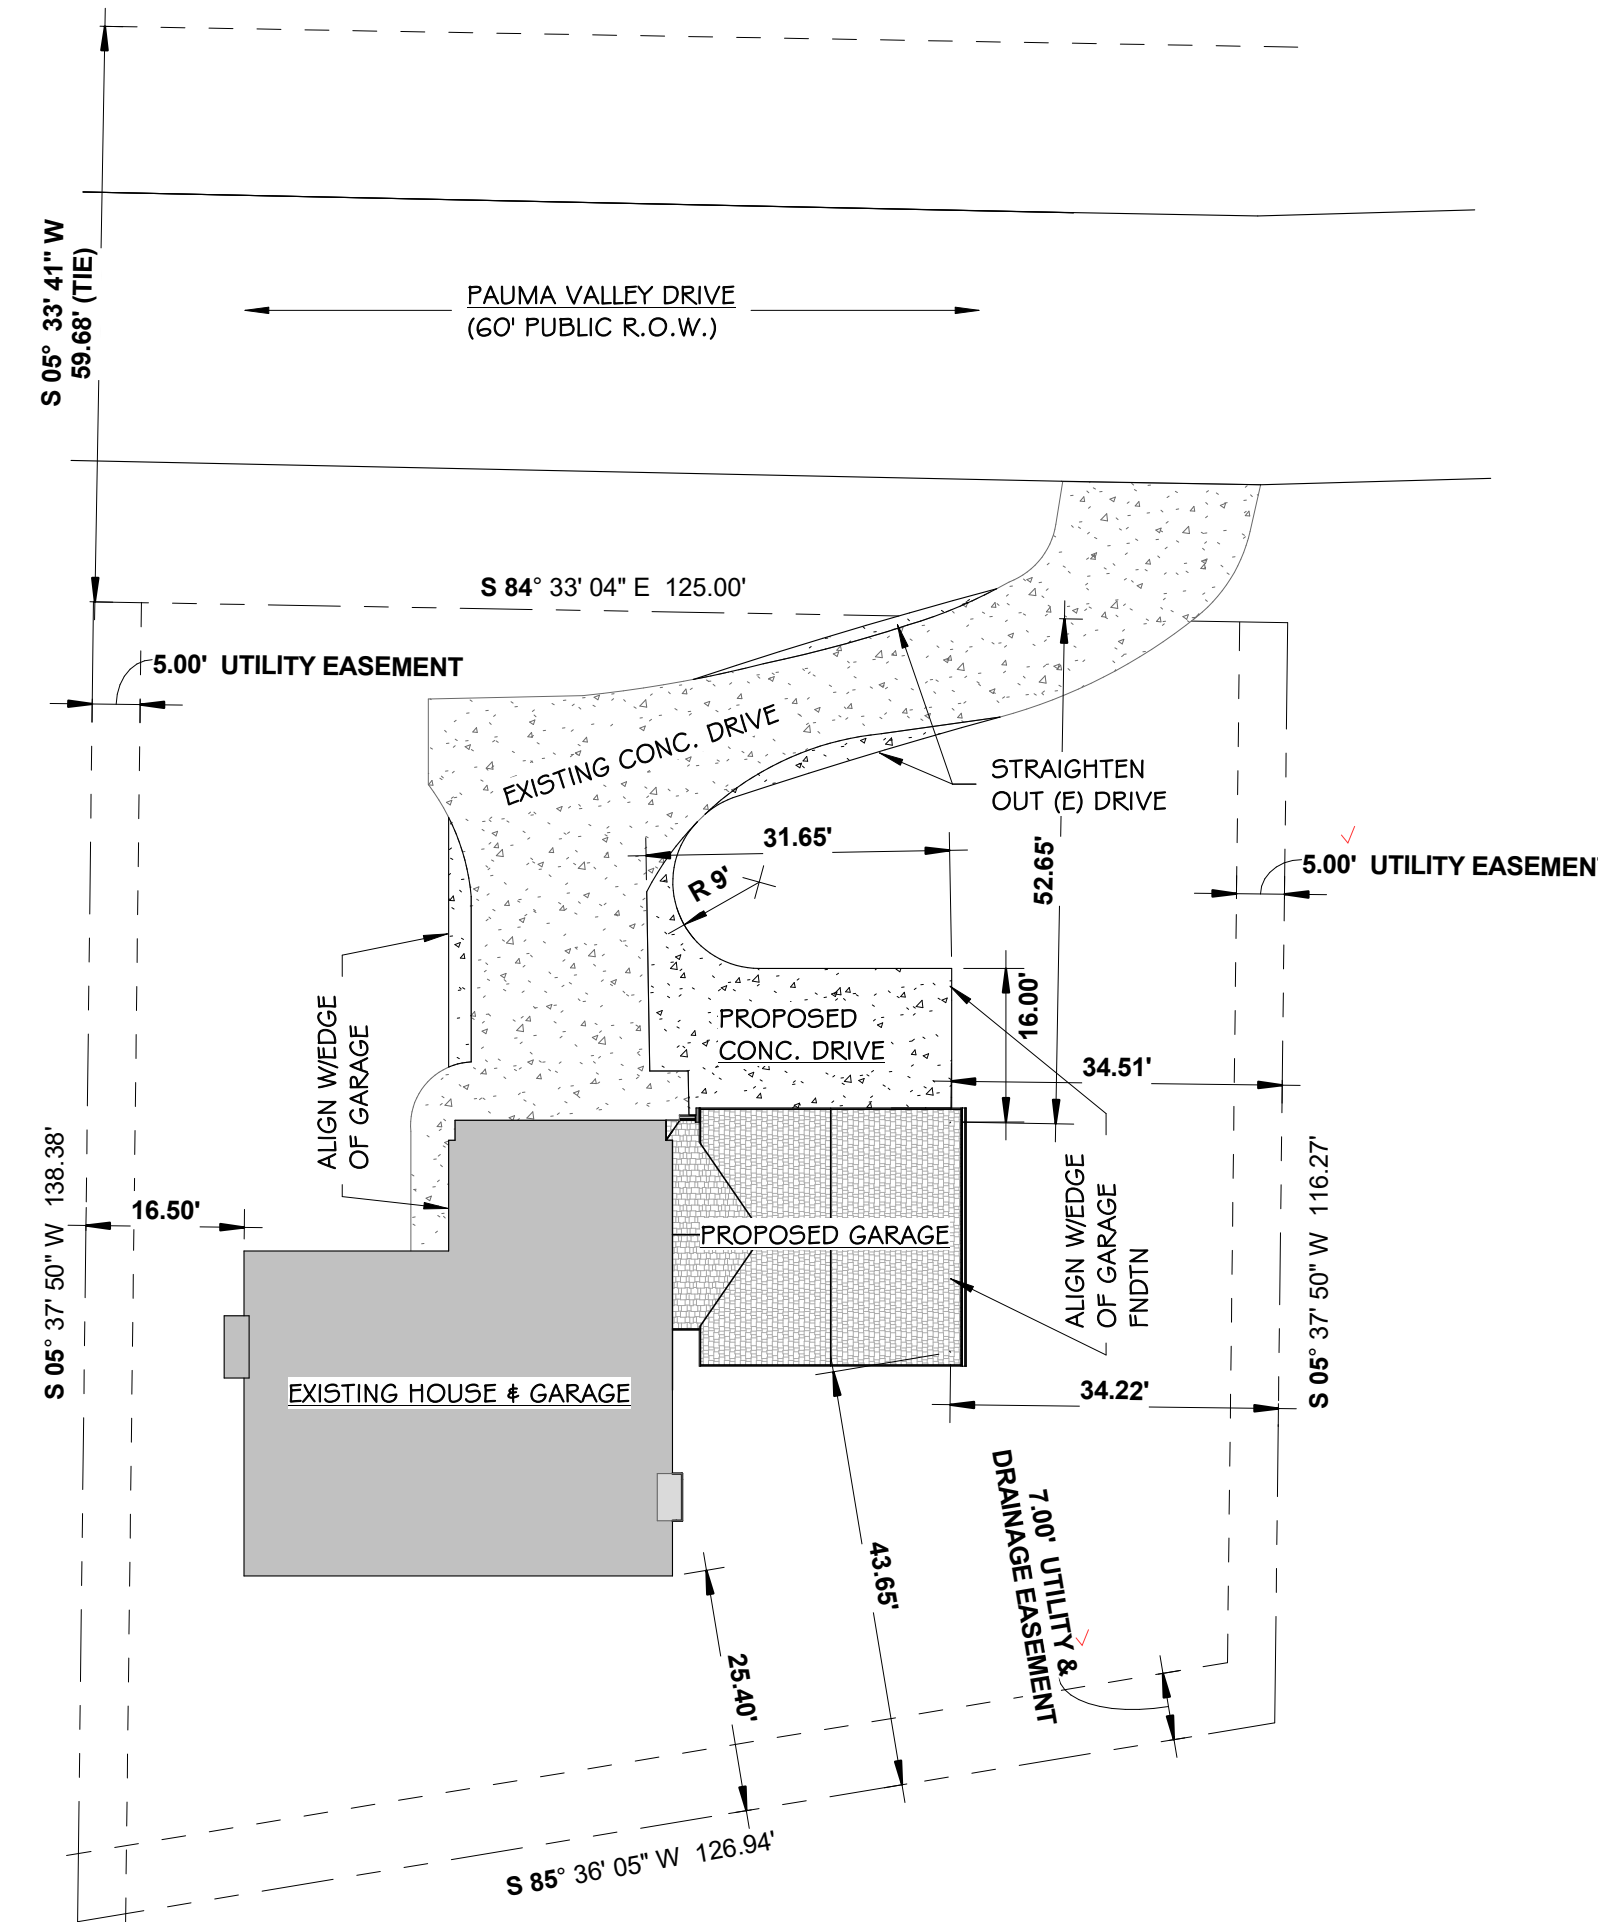 S 05° 33' 41" W
59.68' (TIE)
PAUMA VALLEY DRIVE
(60' PUBLIC R.O.W.)
S 84° 33' 04" E 125.00'
5.00' UTILITY EASEMENT
EXISTING CONC. DRIVE
STRAIGHTEN
OUT (E) DRIVE
31.65'
R 9'
52.65'
5.00' UTILITY EASEMENT
ALIGN W/EDGE
OF GARAGE
16.00'
PROPOSED
CONC. DRIVE
34.51'
S 05° 37' 50" W 138.38'
16.50'
PROPOSED GARAGE
ALIGN W/EDGE
OF GARAGE
FNDTN
S 05° 37' 50" W 116.27'
EXISTING HOUSE & GARAGE
34.22'
7.00' UTILITY &
DRAINAGE EASEMENT
43.65'
25.40'
S 85° 36' 05" W 126.94'